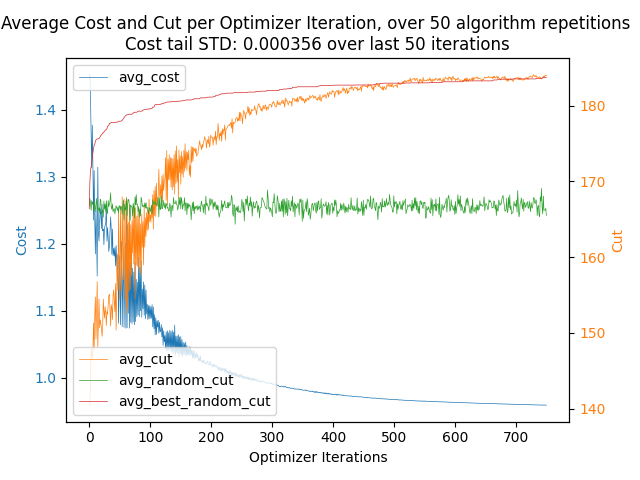 Average Cost and Cut per Optimizer Iteration, over 50 algorithm repetitions
Cost tail STD: 0.000356 over last 50 iterations
avg_cost
1.4
1.3
1.2
1.1
1.0
Cost
180
170
160
150
140
Cut
avg_cut
avg_random_cut
avg_best_random_cut
0 100 200 300 400 500 600 700
Optimizer Iterations